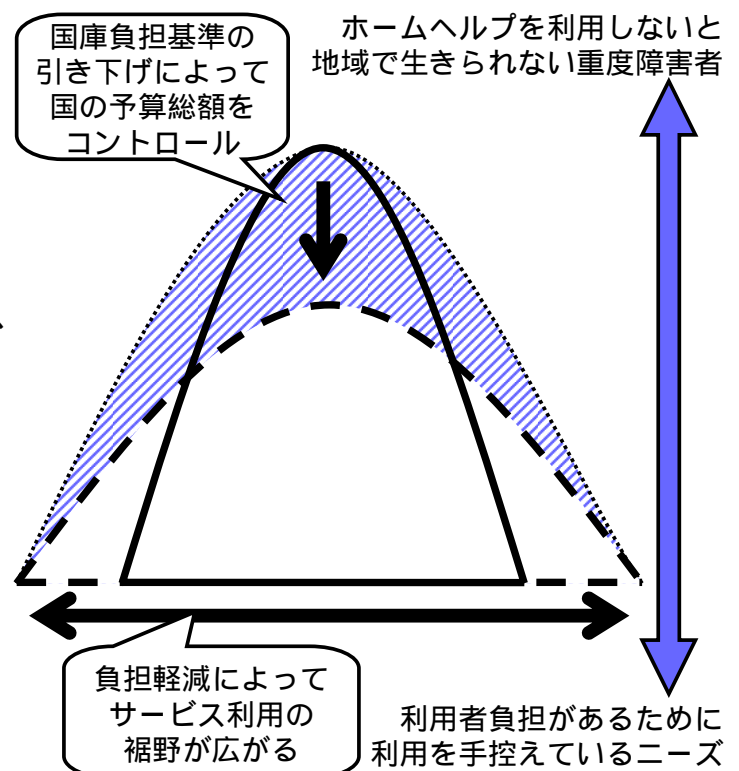 国庫負担基準の
引き下げによって
国の予算総額を
コントロール
ホームヘルプを利用しないと
地域で生きられない重度障害者
負担軽減によって
サービス利用の
裾野が広がる
利用者負担があるために
利用を手控えているニーズ